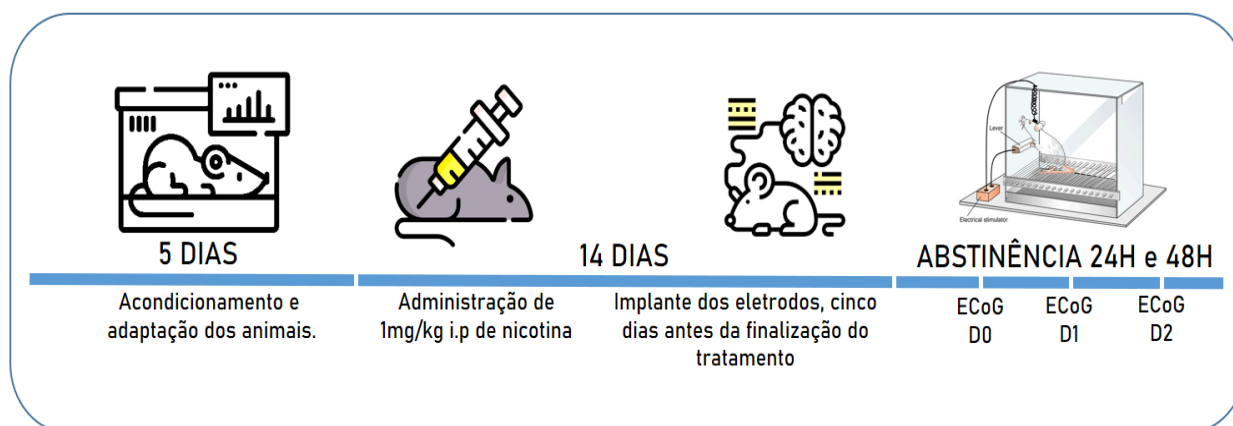 Lever
Electrical stimulator
5 DIAS
14 DIAS
ABSTINÊNCIA 24H e 48H
Acondicionamento e
adaptação dos animais.
Administração de
1mg/kg i.p de nicotina
Implante dos eletrodos, cinco
dias antes da finalização do
tratamento
ECoG
D0
ECoG
D1
ECoG
D2